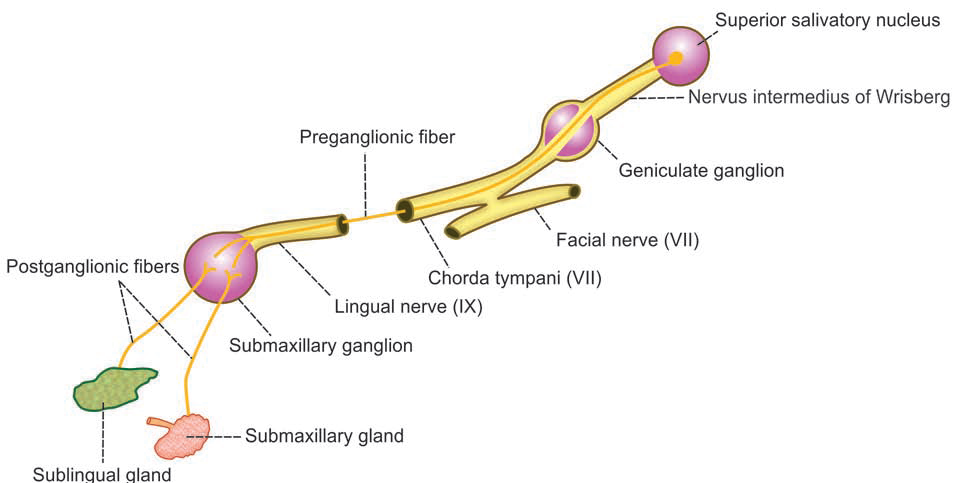 Superior salivatory nucleus
Nervus intermedius of Wrisberg
Preganglionic fiber
Geniculate ganglion
Facial nerve (VII)
Postganglionic fibers
Chorda tympani (VII)
Lingual nerve (IX)
Submaxillary ganglion
Submaxillary gland
Sublingual gland